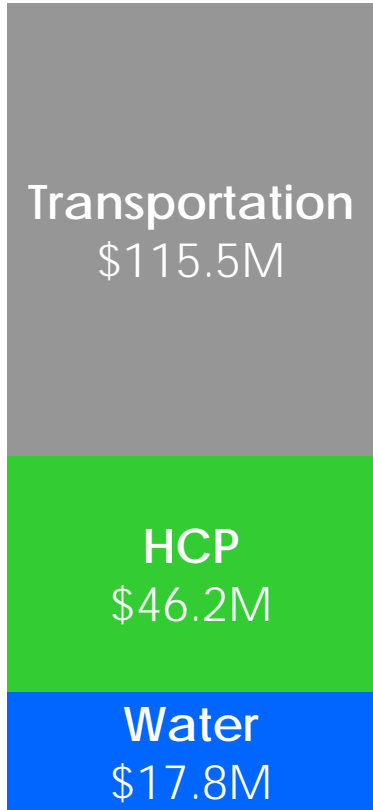 Transportation
$115.5M
HCP
$46.2M
Water
$17.8M